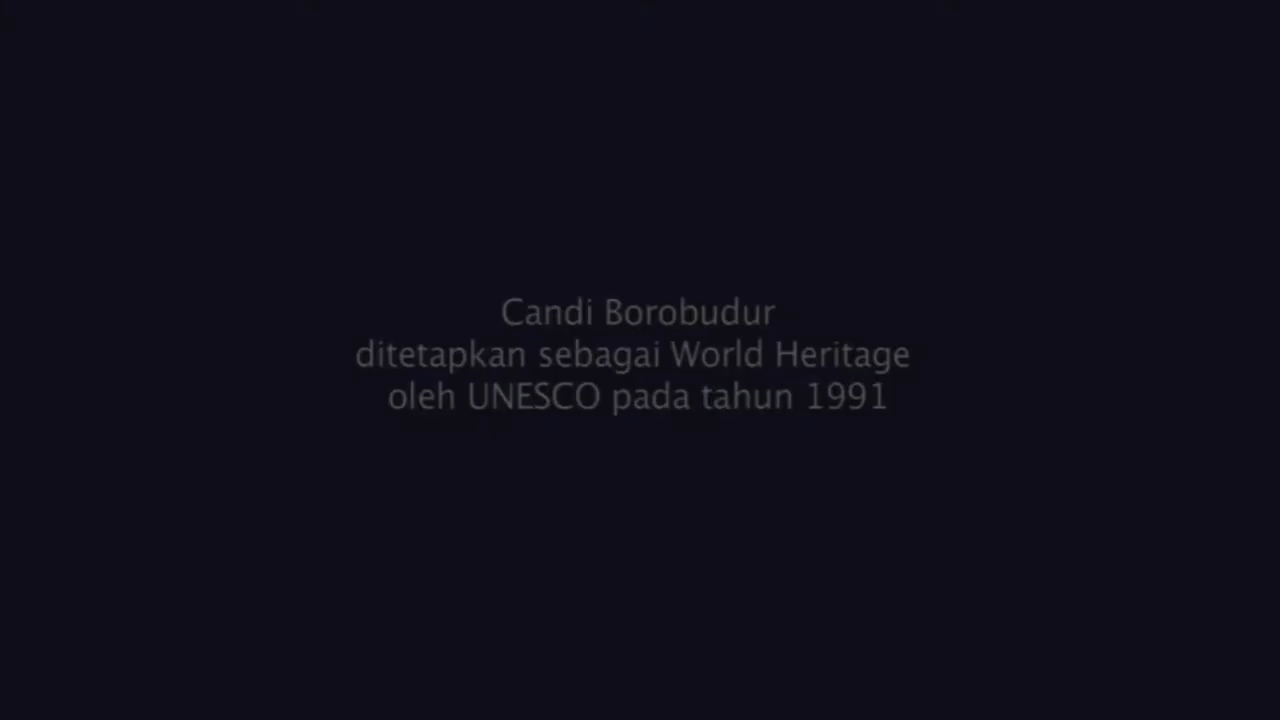 Candi Borobudur
ditetapkan sebagai World Heritage
oleh UNESCO pada tahun 1991